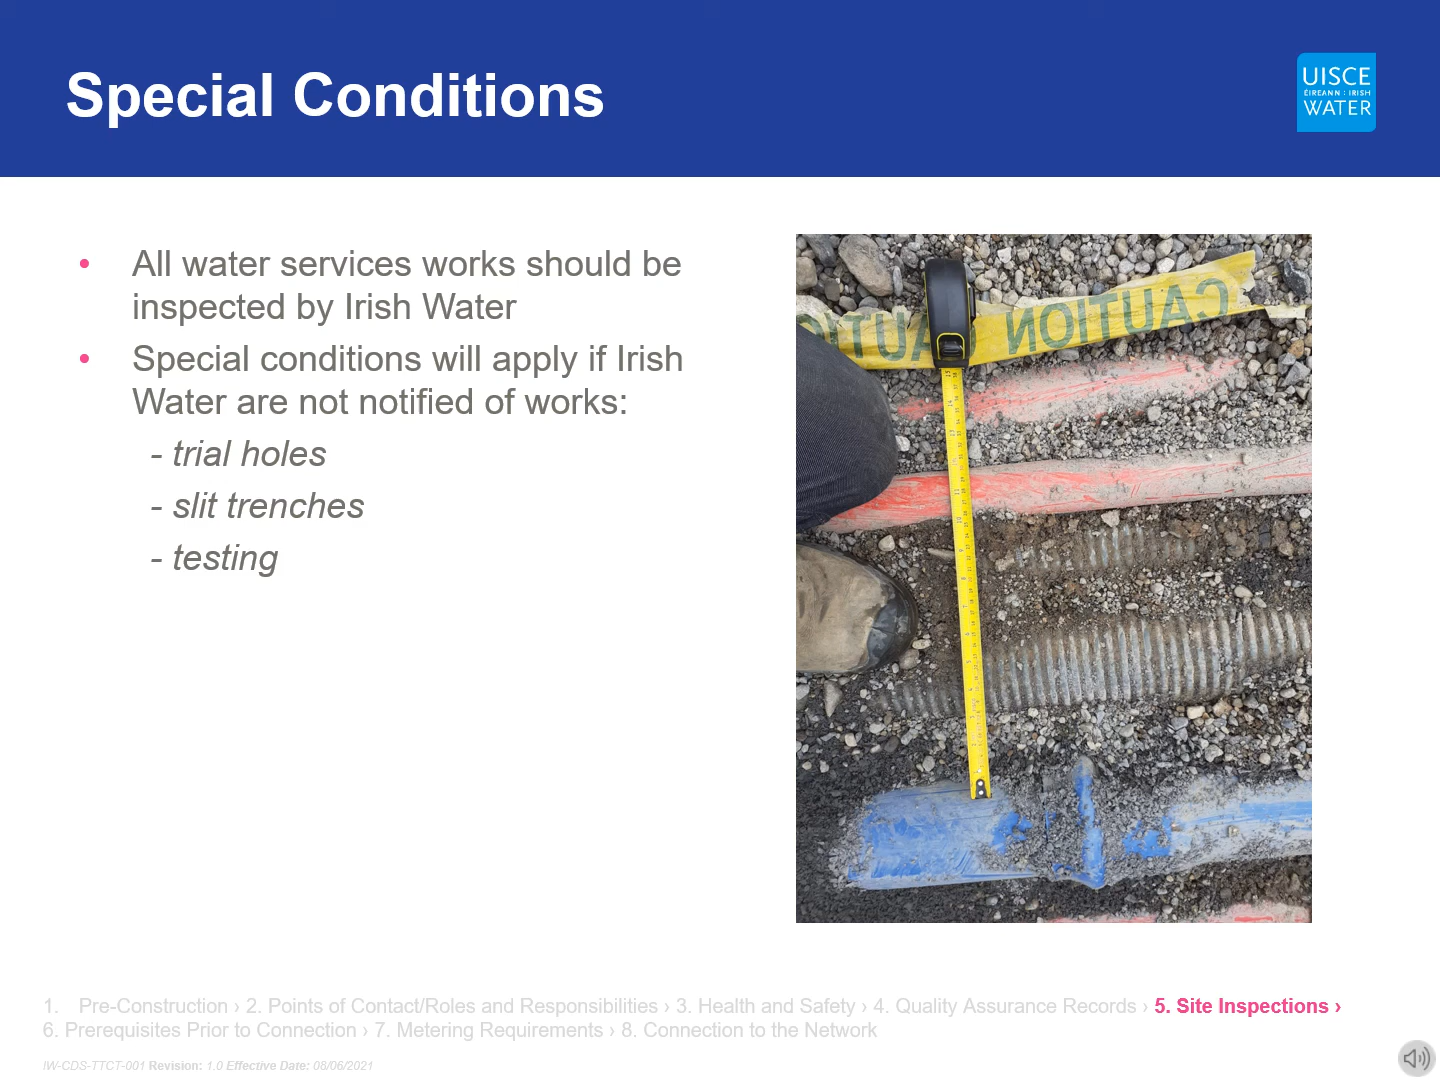 Special Conditions
UISCE
ÉIREANN : IRISH
WATER
• All water services works should be
inspected by Irish Water
• Special conditions will apply if Irish
Water are not notified of works:
- trial holes
- slit trenches
- testing
CAUTION
1. Pre-Construction › 2. Points of Contact/Roles and Responsibilities › 3. Health and Safety › 4. Quality Assurance Records › 5. Site Inspections ›
6. Prerequisites Prior to Connection › 7. Metering Requirements › 8. Connection to the Network
IW-CDS-TTCT-001 Revision: 1.0 Effective Date: 08/06/2021